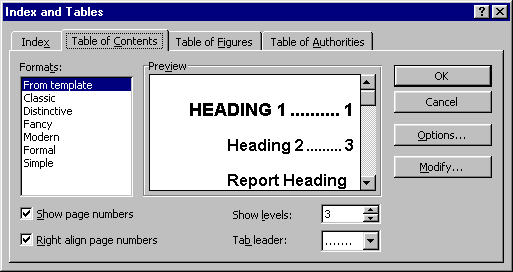 Index and Tables
Index
Table of Contents
Table of Figures
Table of Authorities
Formats:
From template
Classic
Distinctive
Fancy
Modern
Formal
Simple
Preview
HEADING 1 .......... 1
Heading 2 ......... 3
Report Heading
OK
Cancel
Options...
Modify...
Show page numbers
Right align page numbers
Show levels:
3
Tab leader:
.......